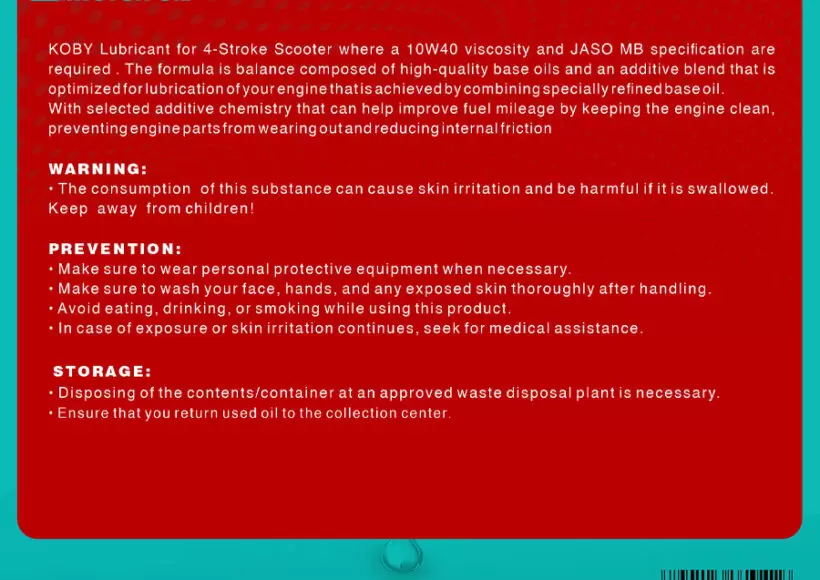 KOBY Lubricant for 4-Stroke Scooter where a 10W40 viscosity and JASO MB specification are
required . The formula is balance composed of high-quality base oils and an additive blend that is
optimized for lubrication of your engine that is achieved by combining specially refined base oil.
With selected additive chemistry that can help improve fuel mileage by keeping the engine clean,
preventing engine parts from wearing out and reducing internal friction
WARNING:
• The consumption of this substance can cause skin irritation and be harmful if it is swallowed.
Keep away from children!
PREVENTION:
• Make sure to wear personal protective equipment when necessary.
• Make sure to wash your face, hands, and any exposed skin thoroughly after handling.
• Avoid eating, drinking, or smoking while using this product.
• In case of exposure or skin irritation continues, seek for medical assistance.
STORAGE:
• Disposing of the contents/container at an approved waste disposal plant is necessary.
• Ensure that you return used oil to the collection center.